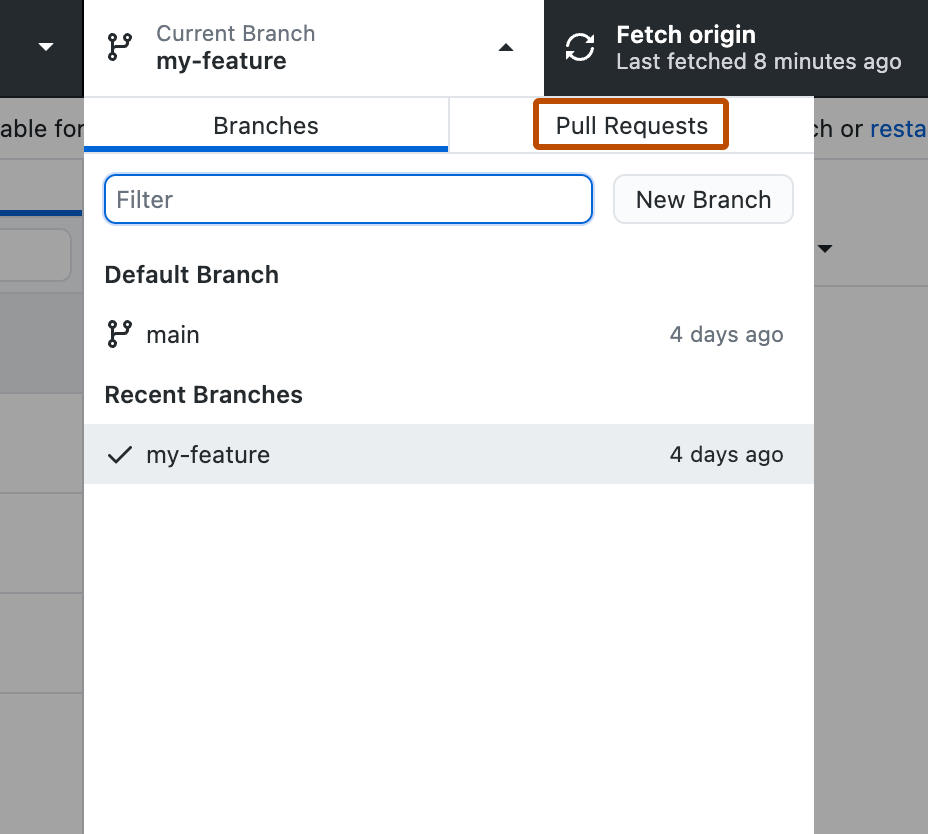 Current Branch
my-feature
Fetch origin
Last fetched 8 minutes ago
able for
Branches
Pull Requests
ch or resta
Filter
New Branch
Default Branch
main
4 days ago
Recent Branches
my-feature
4 days ago